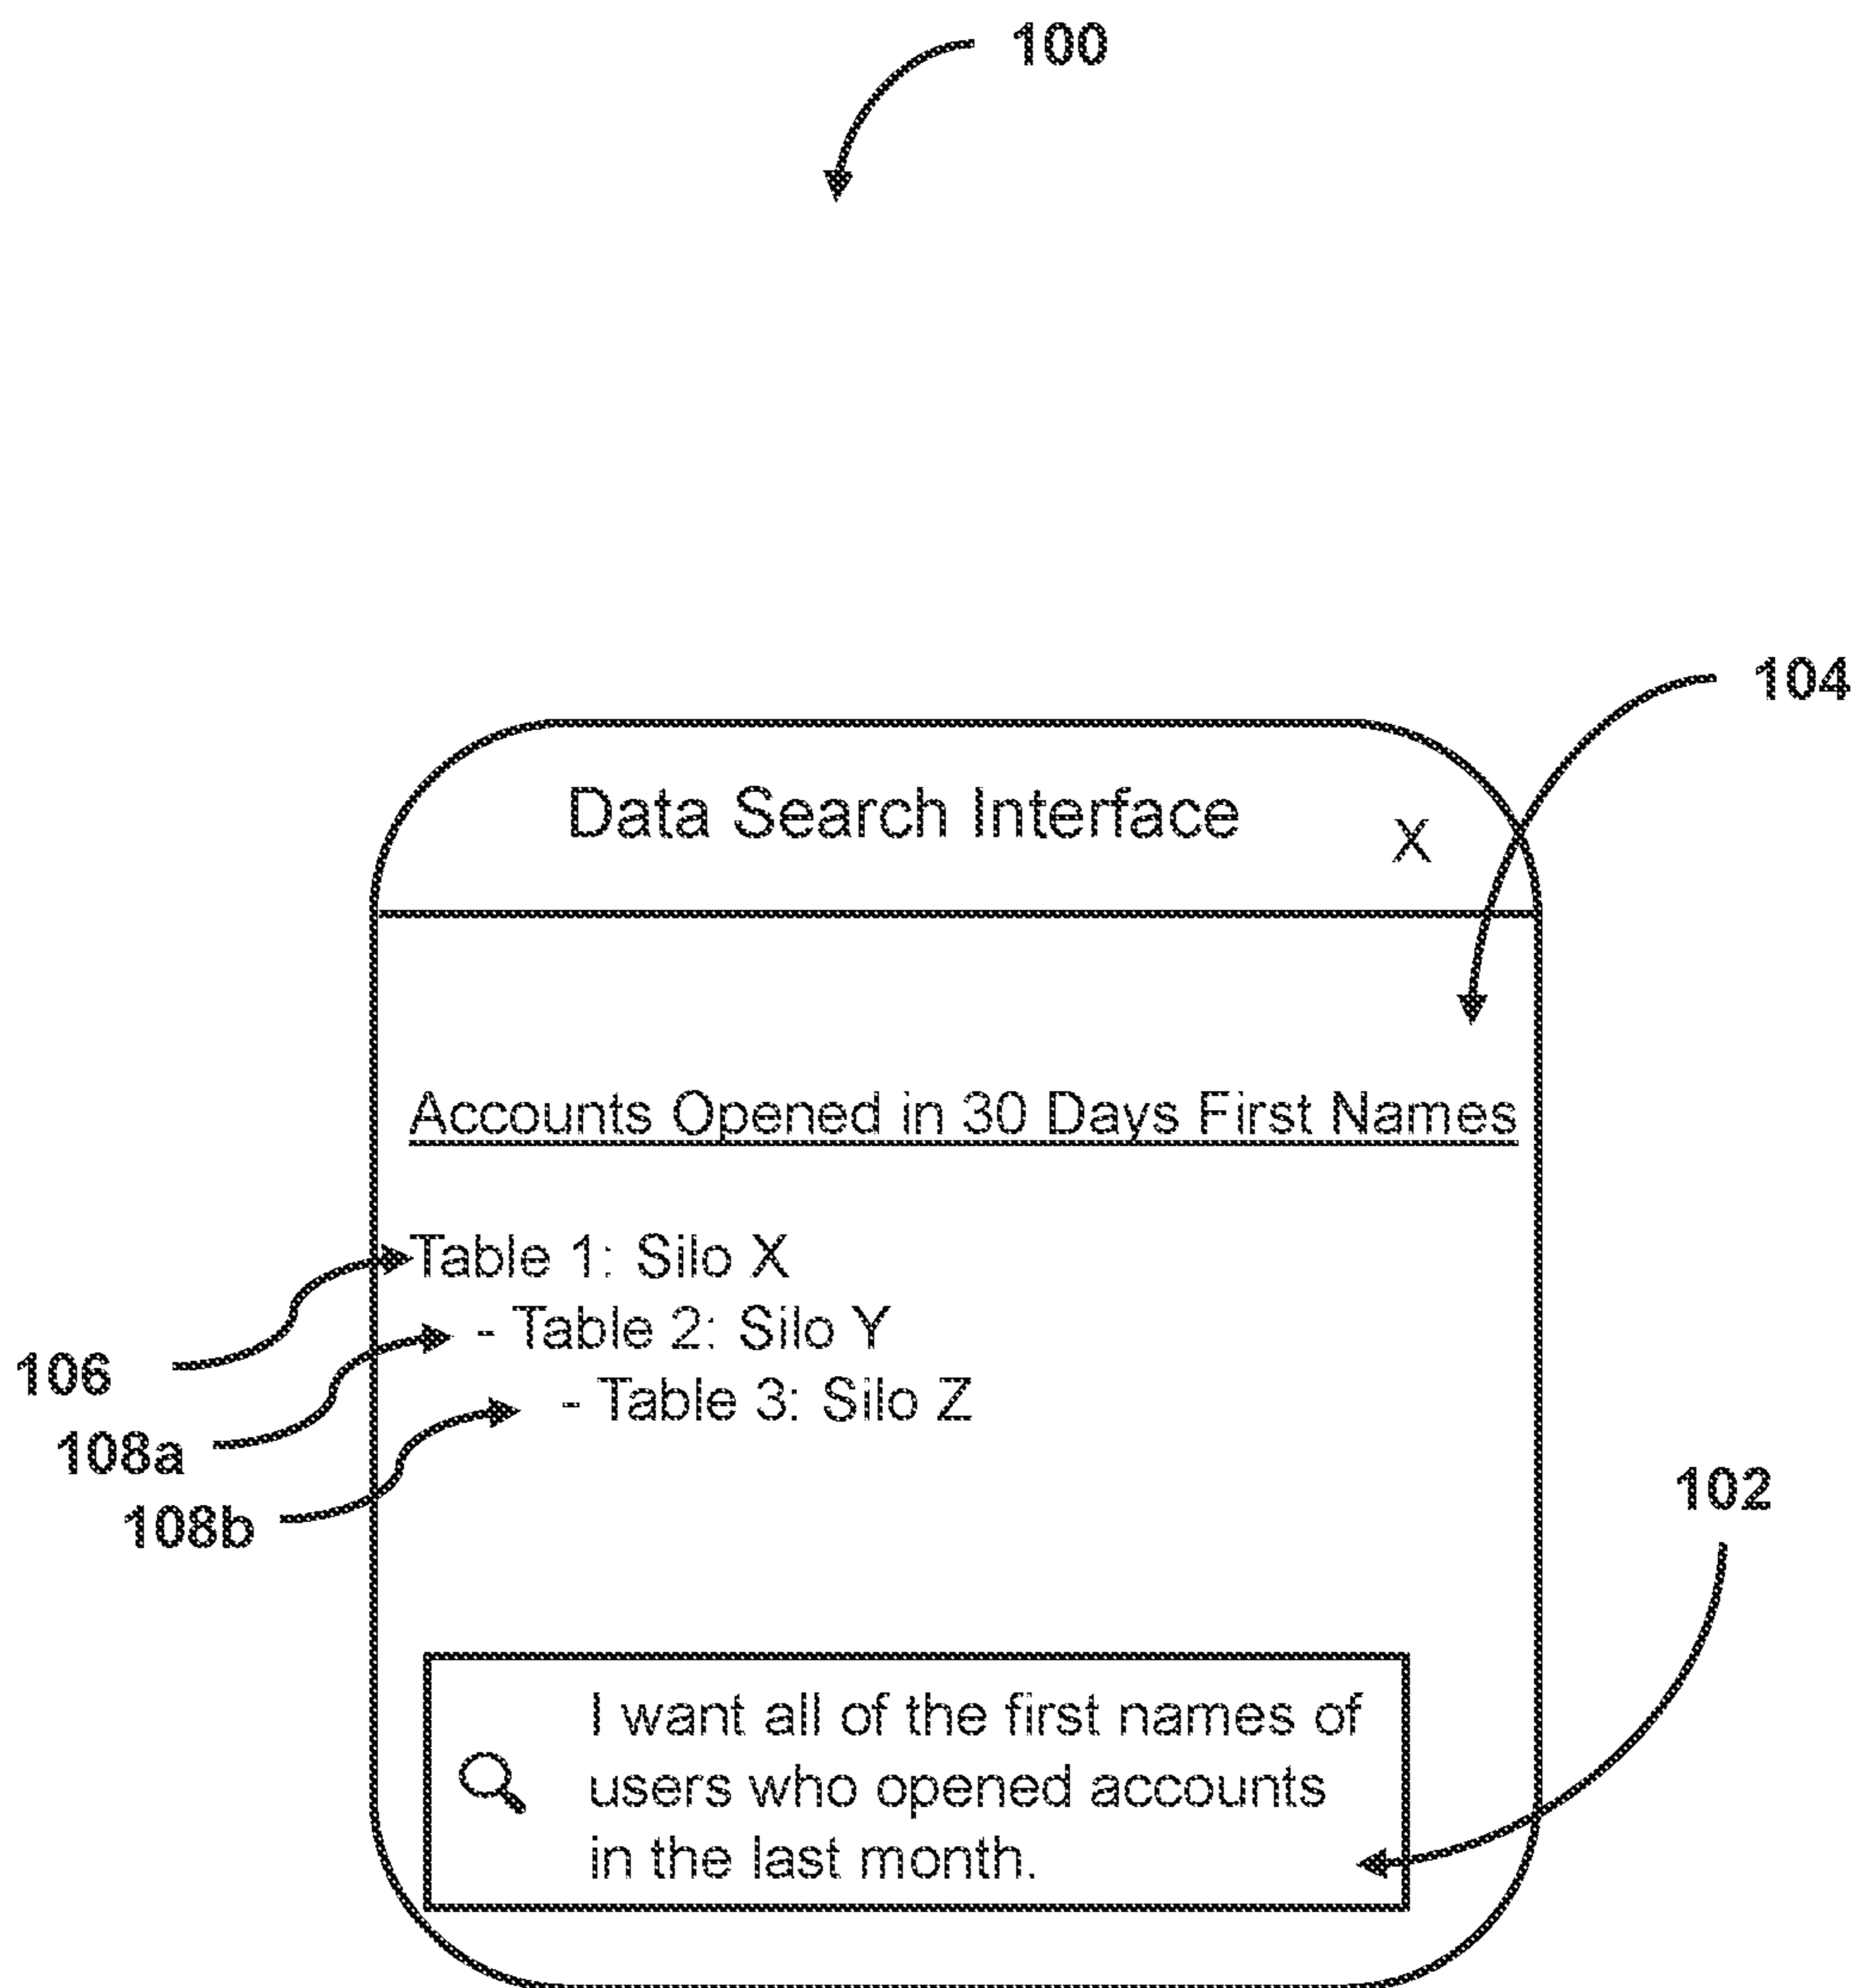 100
104
Data Search Interface
X
Accounts Opened in 30 Days First Names
Table 1: Silo X
- Table 2: Silo Y
- Table 3: Silo Z
106
108a
108b
102
I want all of the first names of
users who opened accounts
in the last month.